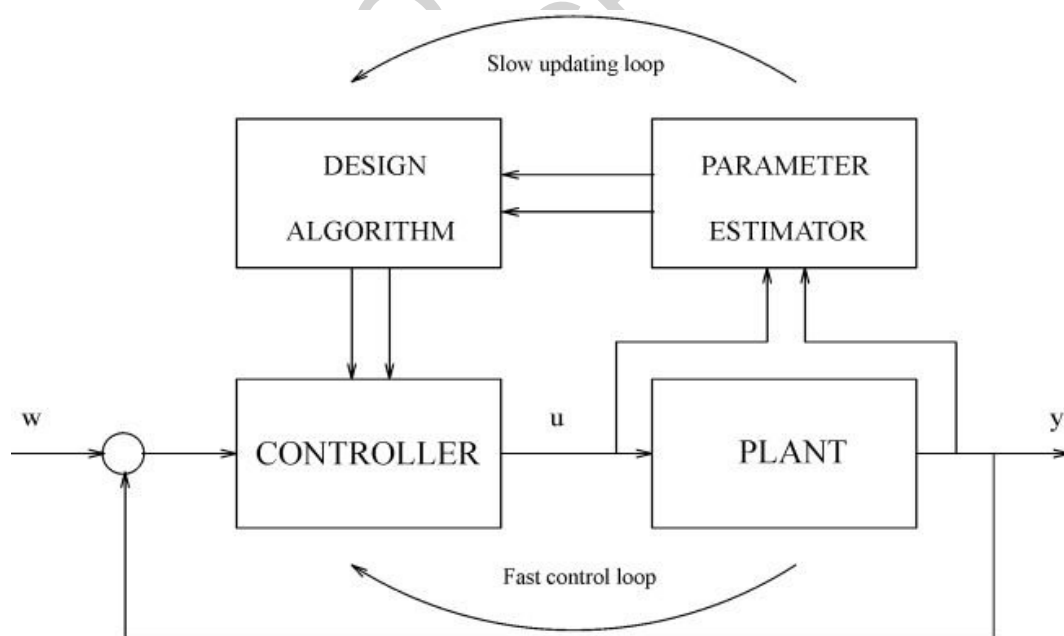 Slow updating loop
DESIGN
ALGORITHM
PARAMETER
ESTIMATOR
w
CONTROLLER
u
PLANT
y
Fast control loop